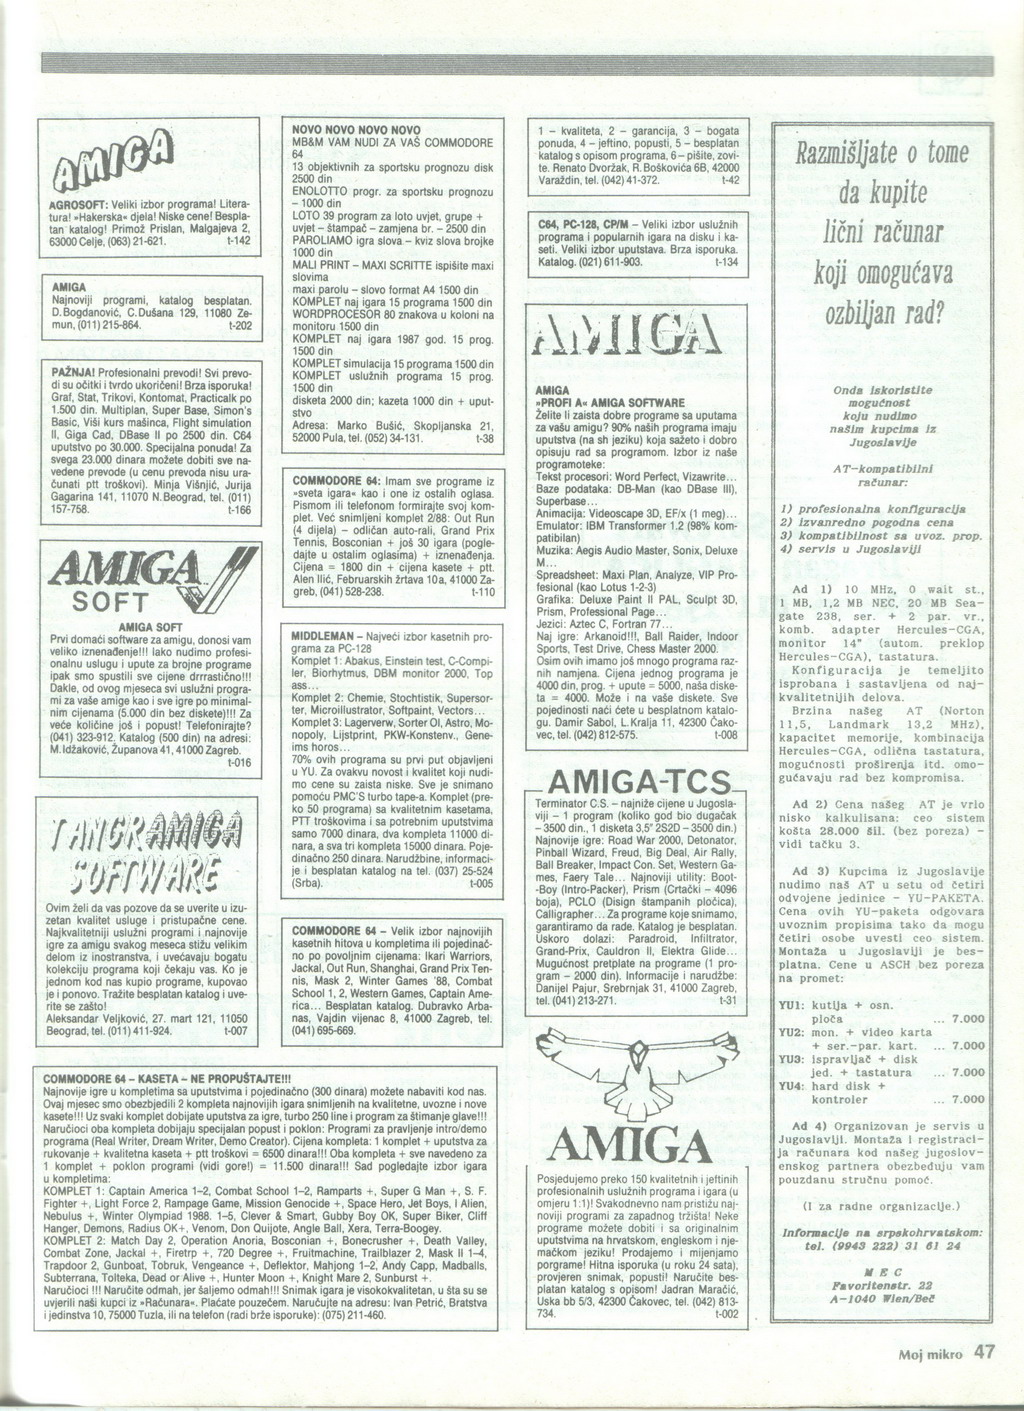 AMIGA
AGROSOFT: Veliki izbor programa! Litera-
tura! »Hakerska« djela! Niske cene! Bespla-
tan katalog! Primož Prislan, Malgajeva 2,
63000 Celje, (063) 21-621. t-142
AMIGA
Najnoviji programi, katalog besplatan.
D. Bogdanović, C. Dušana 129, 11080 Ze-
mun, (011) 215-864. t-202
PAŽNJA! Profesionalni prevodi! Svi prevo-
di su očitki i tvrdo ukoričeni! Brza isporuka!
Graf, Stat, Trikovi, Kontomat, Practicalk po
1.500 din. Multiplan, Super Base, Simon's
Basic, Viši kurs mašinca, Flight simulation
II, Giga Cad, DBase II po 2500 din. C64
uputstvo po 30.000. Specijalna ponuda! Za
svega 23.000 dinara možete dobiti sve na-
vedene prevode (u cenu prevoda nisu ura-
čunati ptt troškovi). Minja Višnjić, Jurija
Gagarina 141, 11070 N. Beograd, tel. (011)
157-758. t-166
AMIGA
SOFT
AMIGA SOFT
Prvi domaći software za amigu, donosi vam
veliko iznenađenje!!! Iako nudimo profesi-
onalnu uslugu i upute za brojne programe
ipak smo spustili sve cijene drrrastično!!!
Dakle, od ovog mjeseca svi uslužni progra-
mi za vaše amige kao i sve igre po minimal-
nim cijenama (5.000 din bez diskete)!!! Za
veće količine još i popust! Telefonirajte?
(041) 323-912. Katalog (500 din) na adresi:
M. Idžaković, Županova 41, 41000 Zagreb.
t-016
TANGRAMIGA
SOFTWARE
Ovim želi da vas pozove da se uverite u izu-
zetan kvalitet usluge i pristupačne cene.
Najkvalitetniji uslužni programi i najnovije
igre za amigu svakog meseca stižu velikim
delom iz inostranstva, i uvećavaju bogatu
kolekciju programa koji čekaju vas. Ko je
jednom kod nas kupio programe, kupovao
je i ponovo. Tražite besplatan katalog i uve-
rite se zašto!
Aleksandar Veljković, 27. mart 121, 11050
Beograd, tel. (011) 411-924. t-007
NOVO NOVO NOVO NOVO
MB&M VAM NUDI ZA VAŠ COMMODORE
64
13 objektivnih za sportsku prognozu disk
2500 din
ENOLOTTO progr. za sportsku prognozu
– 1000 din
LOTO 39 program za loto uvjet, grupe +
uvjet – štampač – zamjena br. – 2500 din
PAROLIAMO igra slova – kviz slova brojke
1000 din
MALI PRINT – MAXI SCRITTE ispišite maxi
slovima
maxi parolu – slovo format A4 1500 din
KOMPLET naj igara 15 programa 1500 din
WORDPROCESOR 80 znakova u koloni na
monitoru 1500 din
KOMPLET naj igara 1987 god. 15 prog.
1500 din
KOMPLET simulacija 15 programa 1500 din
KOMPLET uslužnih programa 15 prog.
1500 din
disketa 2000 din; kazeta 1000 din + uput-
stvo
Adresa: Marko Bušić, Skopljanska 21,
52000 Pula, tel. (052) 34-131. t-38
COMMODORE 64: Imam sve programe iz
»sveta igara« kao i one iz ostalih oglasa.
Pismom ili telefonom formirajte svoj kom-
plet. Već snimljeni komplet 2/88: Out Run
(4 dijela) – odličan auto-rali, Grand Prix
Tennis, Bosconian + još 30 igara (pogle-
dajte u ostalim oglasima) + iznenađenja.
Cijena = 1800 din + cijena kasete + ptt.
Alen Ilić, Februarskih žrtava 10a, 41000 Za-
greb, (041) 528-238. t-110
MIDDLEMAN – Najveći izbor kasetnih pro-
grama za PC-128
Komplet 1: Abakus, Einstein test, C-Compi-
ler, Biorhytmus, DBM monitor 2000, Top
ass...
Komplet 2: Chemie, Stochtistik, Supersor-
ter, Microillustrator, Softpaint, Vectors...
Komplet 3: Lagerverw, Sorter OI, Astro, Mo-
nopoly, Lijstprint, PKW-Konstenv., Gene-
ims horos...
70% ovih programa su prvi put objavljeni
u YU. Za ovakvu novost i kvalitet koji nudi-
mo cene su zaista niske. Sve je snimano
pomoću PMC'S turbo tape-a. Komplet (pre-
ko 50 programa) sa kvalitetnim kasetama,
PTT troškovima i sa potrebnim uputstvima
samo 7000 dinara, dva kompleta 11000 di-
nara, a sva tri kompleta 15000 dinara. Poje-
dinačno 250 dinara. Narudžbine, informaci-
je i besplatan katalog na tel. (037) 25-524
(Srba). t-005
COMMODORE 64 – Velik izbor najnovijih
kasetnih hitova u kompletima ili pojedinač-
no po povoljnim cijenama: Ikari Warriors,
Jackal, Out Run, Shanghai, Grand Prix Ten-
nis, Mask 2, Winter Games '88, Combat
School 1, 2, Western Games, Captain Ame-
rica... Besplatan katalog. Dubravko Arba-
nas, Vajdin vijenac 8, 41000 Zagreb, tel.
(041) 695-669.
COMMODORE 64 – KASETA – NE PROPUŠTAJTE!!!
Najnovije igre u kompletima sa uputstvima i pojedinačno (300 dinara) možete nabaviti kod nas.
Ovaj mjesec smo obezbjedili 2 kompleta najnovijih igara snimljenih na kvalitetne, uvozne i nove
kasete!!! Uz svaki komplet dobijate uputstva za igre, turbo 250 line i program za štimanje glave!!!
Naručioci oba kompleta dobijaju specijalan popust i poklon: Programi za pravljenje intro/demo
programa (Real Writer, Dream Writer, Demo Creator). Cijena kompleta: 1 komplet + uputstva za
rukovanje + kvalitetna kaseta + ptt troškovi = 6500 dinara!!! Oba kompleta + sve navedeno za
1 komplet + poklon programi (vidi gore!) = 11.500 dinara!!! Sad pogledajte izbor igara
u kompletima:
KOMPLET 1: Captain America 1–2, Combat School 1–2, Ramparts +, Super G Man +, S. F.
Fighter +, Light Force 2, Rampage Game, Mission Genocide +, Space Hero, Jet Boys, I Alien,
Nebulus +, Winter Olympiad 1988. 1–5, Clever & Smart, Gubby Boy OK, Super Biker, Cliff
Hanger, Demons, Radius OK+, Venom, Don Quijote, Angle Ball, Xera, Terra-Boogey.
KOMPLET 2: Match Day 2, Operation Anoria, Bosconian +, Bonecrusher +, Death Valley,
Combat Zone, Jackal +, Firetrp +, 720 Degree +, Fruitmachine, Trailblazer 2, Mask II 1–4,
Trapdoor 2, Gunboat, Tobruk, Vengeance +, Deflektor, Mahjong 1–2, Andy Capp, Madballs,
Subterrana, Tolteka, Dead or Alive +, Hunter Moon +, Knight Mare 2, Sunburst +.
Naručioci !!! Naručite odmah, jer šaljemo odmah!!! Snimak igara je visokokvalitetan, u šta su se
uvjerili naši kupci iz »Računara«. Plaćate pouzećem. Naručujte na adresu: Ivan Petrić, Bratstva
i jedinstva 10, 75000 Tuzla, ili na telefon (radi brže isporuke): (075) 211-460.
1 – kvaliteta, 2 – garancija, 3 – bogata
ponuda, 4 – jeftino, popusti, 5 – besplatan
katalog s opisom programa, 6 – pišite, zovi-
te. Renato Dvoržak, R. Boškovića 6B, 42000
Varaždin, tel. (042) 41-372. t-42
C64, PC-128, CP/M – Veliki izbor uslužnih
programa i popularnih igara na disku i ka-
seti. Veliki izbor uputstava. Brza isporuka.
Katalog. (021) 611-903. t-134
AMIGA
AMIGA
»PROFI A« AMIGA SOFTWARE
Želite li zaista dobre programe sa uputama
za vašu amigu? 90% naših programa imaju
uputstva (na sh jeziku) koja sažeto i dobro
opisuju rad sa programom. Izbor iz naše
programoteke:
Tekst procesori: Word Perfect, Vizawrite...
Baze podataka: DB-Man (kao DBase III),
Superbase...
Animacija: Videoscape 3D, EF/x (1 meg)...
Emulator: IBM Transformer 1.2 (98% kom-
patibilan)
Muzika: Aegis Audio Master, Sonix, Deluxe
M...
Spreadsheet: Maxi Plan, Analyze, VIP Pro-
fesional (kao Lotus 1-2-3)
Grafika: Deluxe Paint II PAL, Sculpt 3D,
Prism, Professional Page...
Jezici: Aztec C, Fortran 77...
Naj igre: Arkanoid!!!, Ball Raider, Indoor
Sports, Test Drive, Chess Master 2000.
Osim ovih imamo još mnogo programa raz-
nih namjena. Cijena jednog programa je
4000 din, prog. + upute = 5000, naša diske-
ta = 4000. Može i na vaše diskete. Sve
pojedinosti naći ćete u besplatnom katalo-
gu. Damir Sabol, L. Kralja 11, 42300 Čako-
vec, tel. (042) 812-575. t-008
AMIGA-TCS
Terminator C.S. – najniže cijene u Jugosla-
viji – 1 program (koliko god bio dugačak
– 3500 din., 1 disketa 3,5" 2S2D – 3500 din.)
Najnovije igre: Road War 2000, Detonator,
Pinball Wizard, Freud, Big Deal, Air Rally,
Ball Breaker, Impact Con. Set, Western Ga-
mes, Faery Tale... Najnoviji utility: Boot-
-Boy (Intro-Packer), Prism (Crtački – 4096
boja), PCLO (Disign štampanih pločica),
Calligrapher... Za programe koje snimamo,
garantiramo da rade. Katalog je besplatan.
Uskoro dolazi: Paradroid, Infiltrator,
Grand-Prix, Cauldron II, Elektra Glide...
Mugućnost pretplate na programe (1 pro-
gram – 2000 din). Informacije i narudžbe:
Danijel Pajur, Srebrnjak 31, 41000 Zagreb,
tel. (041) 213-271. t-31
AMIGA
Posjedujemo preko 150 kvalitetnih i jeftinih
profesionalnih uslužnih programa i igara (u
omjeru 1:1)! Svakodnevno nam pristižu naj-
noviji programi za zapadnog tržišta! Neke
programe možete dobiti i sa originalnim
uputstvima na hrvatskom, engleskom i nje-
mačkom jeziku! Prodajemo i mijenjamo
porgrame! Hitna isporuka (u roku 24 sata),
provjeren snimak, popusti! Naručite bes-
platan katalog s opisom! Jadran Maračić,
Uska bb 5/3, 42300 Čakovec, tel. (042) 813-
734. t-002
Razmišljate o tome
da kupite
lični računar
koji omogućava
ozbiljan rad?
Onda iskoristite
mogućnost
koju nudimo
našim kupcima iz
Jugoslavije
AT-kompatibilni
računar:
1) profesionalna konfiguracija
2) izvanredno pogodna cena
3) kompatibilnost sa uvoz. prop.
4) servis u Jugoslaviji
Ad 1) 10 MHz, 0 wait st.,
1 MB, 1,2 MB NEC, 20 MB Sea-
gate 238, ser. + 2 par. vr.,
komb. adapter Hercules-CGA,
monitor 14" (autom. preklop
Hercules-CGA), tastatura.
Konfiguracija je temeljito
isprobana i sastavljena od naj-
kvalitetnijih delova.
Brzina našeg AT (Norton
11,5, Landmark 13,2 MHz),
kapacitet memorije, kombinacija
Hercules-CGA, odlična tastatura,
mogućnosti proširenja itd. omo-
gućavaju rad bez kompromisa.
Ad 2) Cena našeg AT je vrlo
nisko kalkulisana: ceo sistem
košta 28.000 šil. (bez poreza) –
vidi tačku 3.
Ad 3) Kupcima iz Jugoslavije
nudimo naš AT u setu od četiri
odvojene jedinice – YU-PAKETA.
Cena ovih YU-paketa odgovara
uvoznim propisima tako da mogu
četiri osobe uvesti ceo sistem.
Montaža u Jugoslaviji je bes-
platna. Cene u ASCH bez poreza
na promet:
YU1: kutija + osn.
ploča ... 7.000
YU2: mon. + video karta
+ ser.-par. kart. ... 7.000
YU3: ispravljač + disk
jed. + tastatura ... 7.000
YU4: hard disk +
kontroler ... 7.000
Ad 4) Organizovan je servis u
Jugoslaviji. Montaža i registraci-
ja računara kod našeg jugoslov-
enskog partnera obezbeđuju vam
pouzdanu stručnu pomoć.
(I za radne organizacije.)
Informacije na srpskohrvatskom:
tel. (9943 222) 31 61 24
M E C
Favoritenstr. 22
A-1040 Wien/Beč
Moj mikro 47